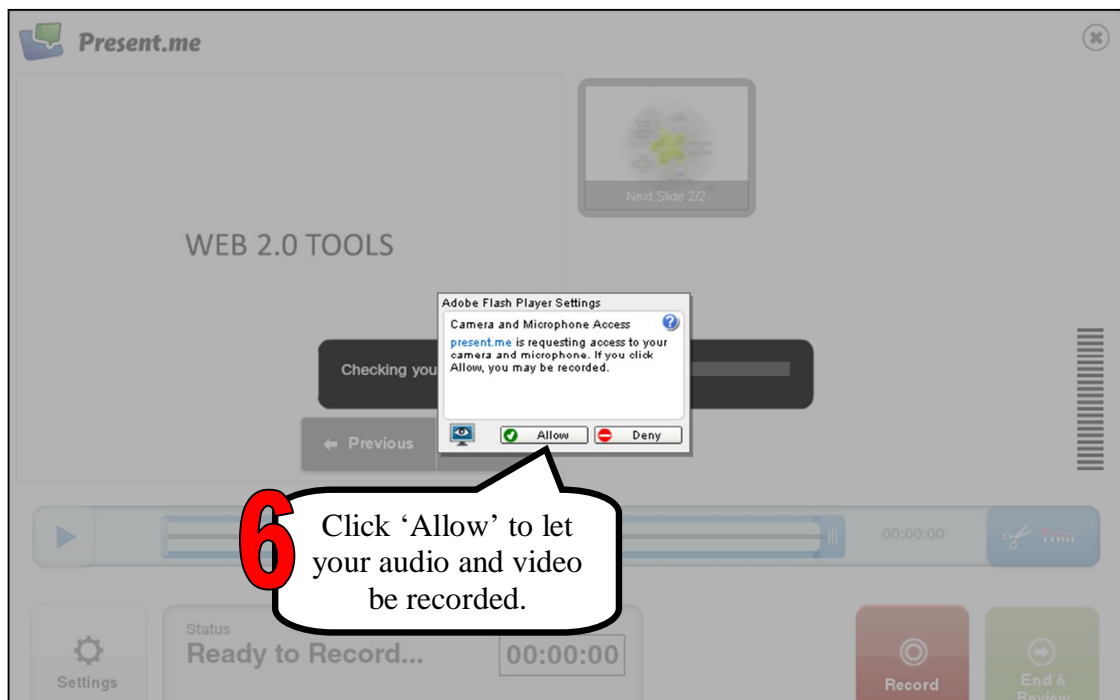 Present.me
Next Slide 2/2
WEB 2.0 TOOLS
Adobe Flash Player Settings
Camera and Microphone Access
present.me is requesting access to your
camera and microphone. If you click
Allow, you may be recorded.
Checking you
Allow
Deny
Previous
6
Click ‘Allow’ to let
your audio and video
be recorded.
00:00:00
Trim
Status
Ready to Record...
00:00:00
Settings
Record
End &
Review